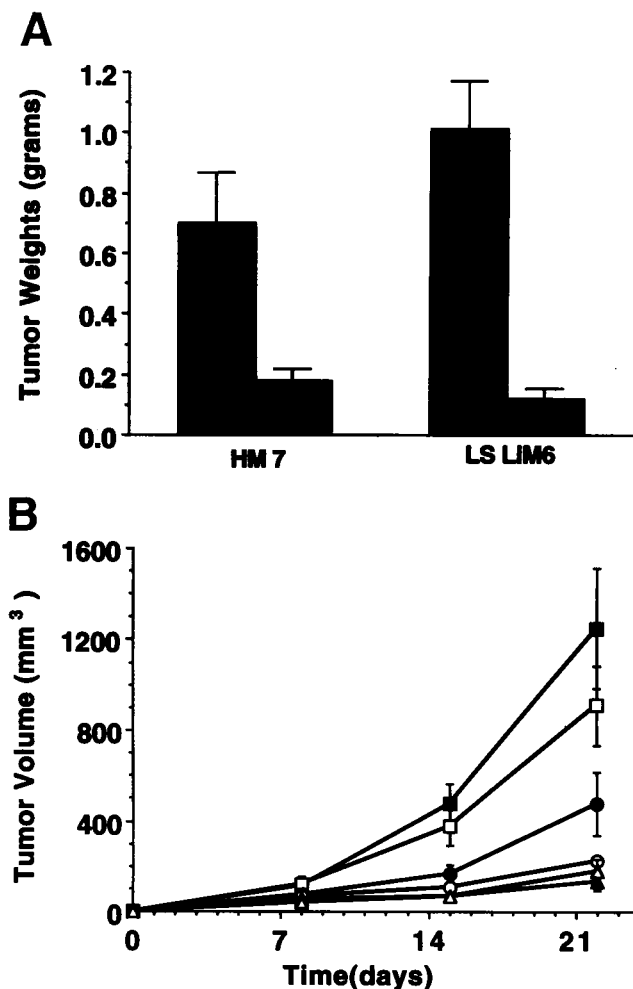 A
Tumor Weights (grams)
1.2
1.0
0.8
0.6
0.4
0.2
0.0
HM 7
LS LiM6
B
Tumor Volume (mm 3 )
1600
1200
800
400
0
0
7
14
21
Time(days)